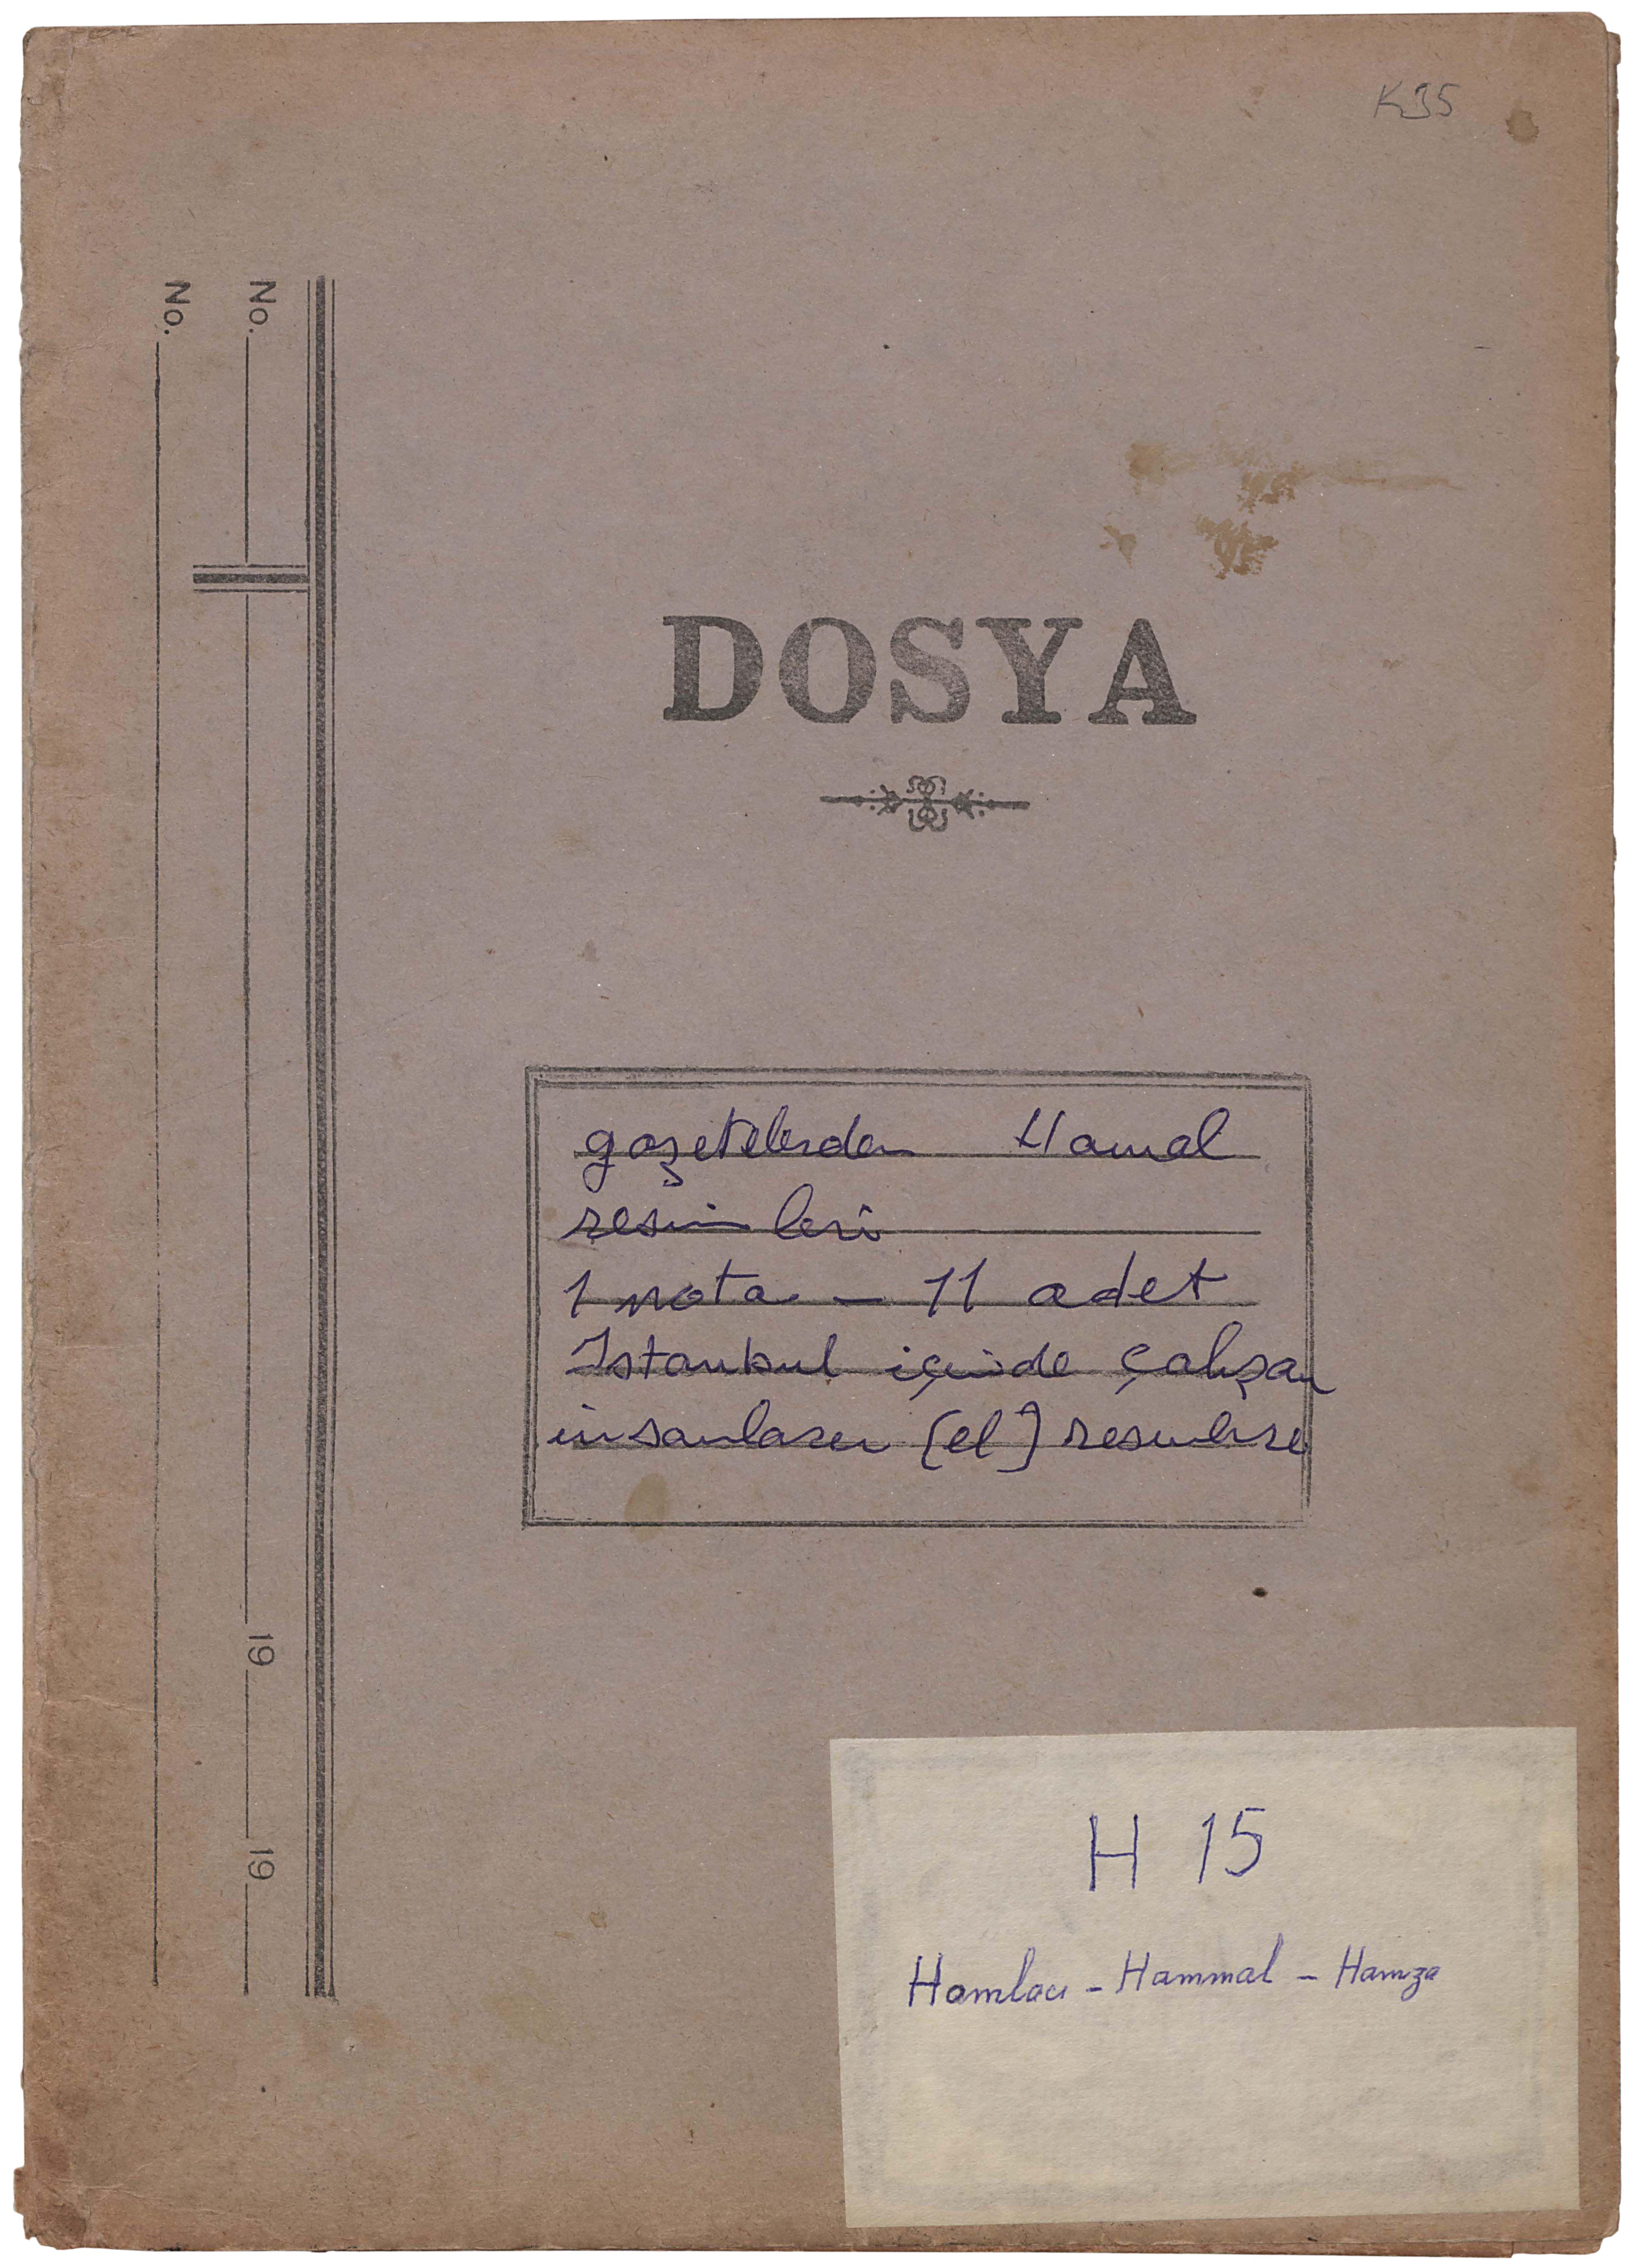 K35
No.
No. 19 19
DOSYA
gazetelerden Hamal
resimleri
1 nota - 11 adet
Istanbul içinde çalışan
insanların [el] resimleri
H 15
Hamlacı - Hammal - Hamza